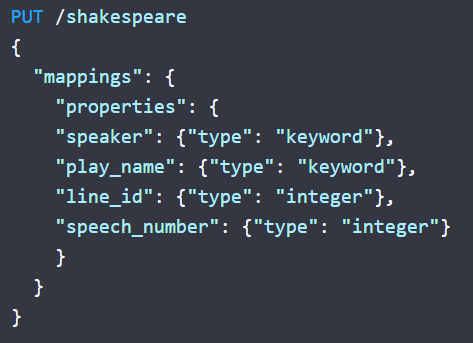 PUT /shakespeare
{
  "mappings": {
    "properties": {
    "speaker": {"type": "keyword"},
    "play_name": {"type": "keyword"},
    "line_id": {"type": "integer"},
    "speech_number": {"type": "integer"}
    }
  }
}